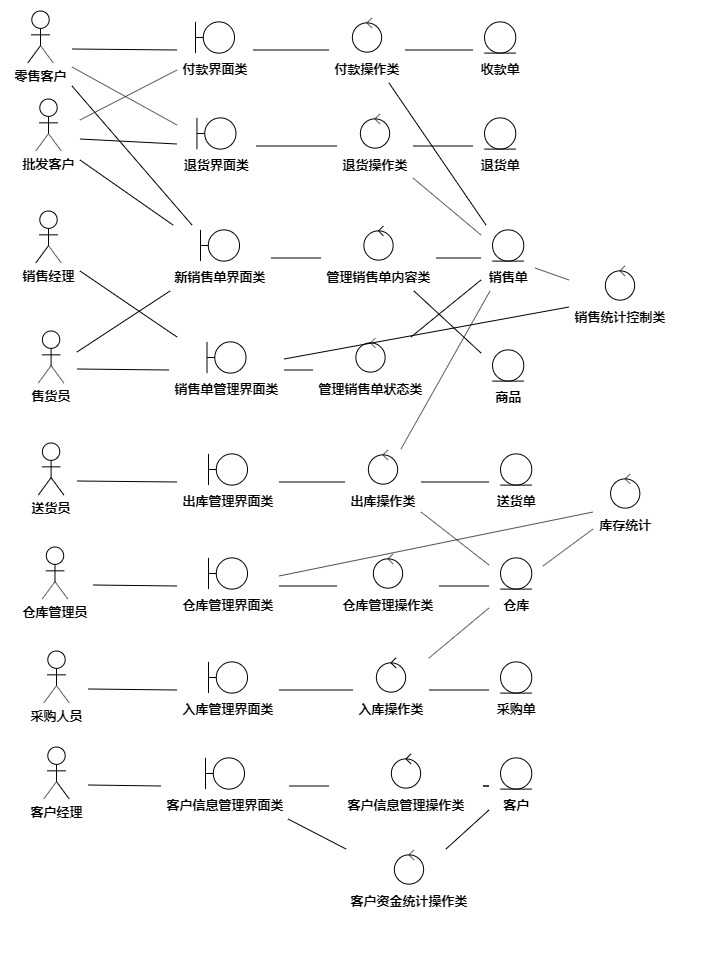 零售客户
付款界面类
付款操作类
收款单
批发客户
退货界面类
退货操作类
退货单
销售经理
新销售单界面类
管理销售单内容类
销售单
销售统计控制类
售货员
销售单管理界面类
管理销售单状态类
商品
送货员
出库管理界面类
出库操作类
送货单
库存统计
仓库管理员
仓库管理界面类
仓库管理操作类
仓库
采购人员
入库管理界面类
入库操作类
采购单
客户经理
客户信息管理界面类
客户信息管理操作类
客户
客户资金统计操作类